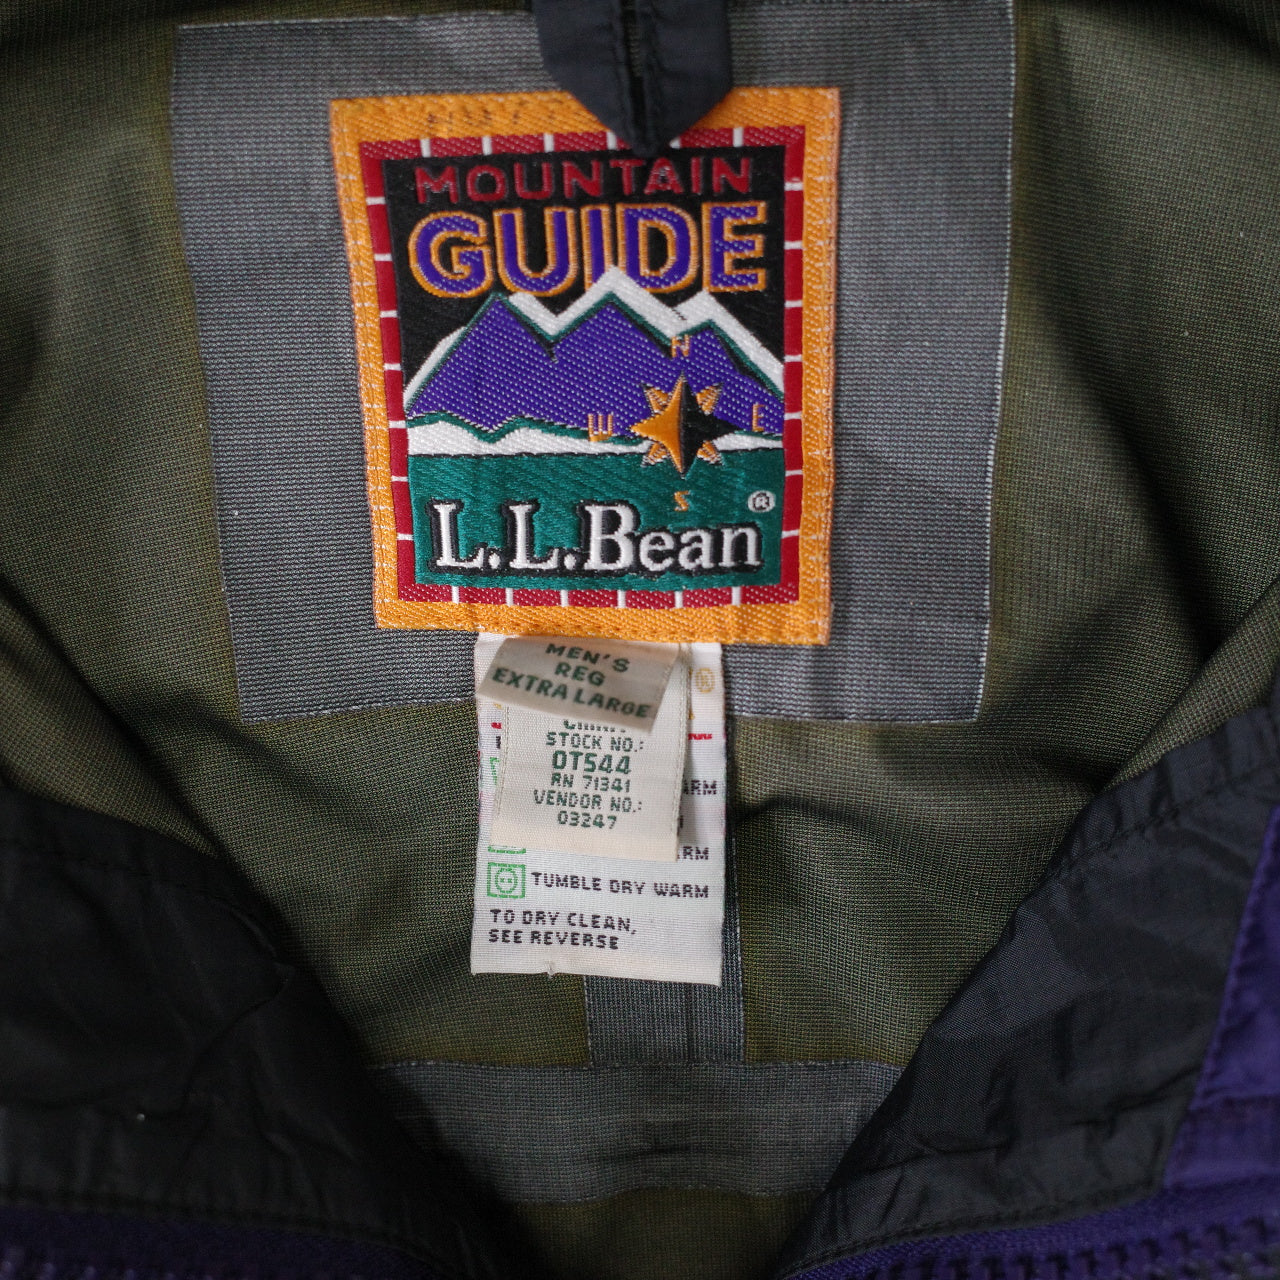 MOUNTAIN
GUIDE
N
W E
S
®
L.L.Bean
MEN'S
REG
EXTRA LARGE
STOCK NO.:
OTS44
RN 71341
VENDOR NO.:
03247
TUMBLE DRY WARM
TO DRY CLEAN,
SEE REVERSE